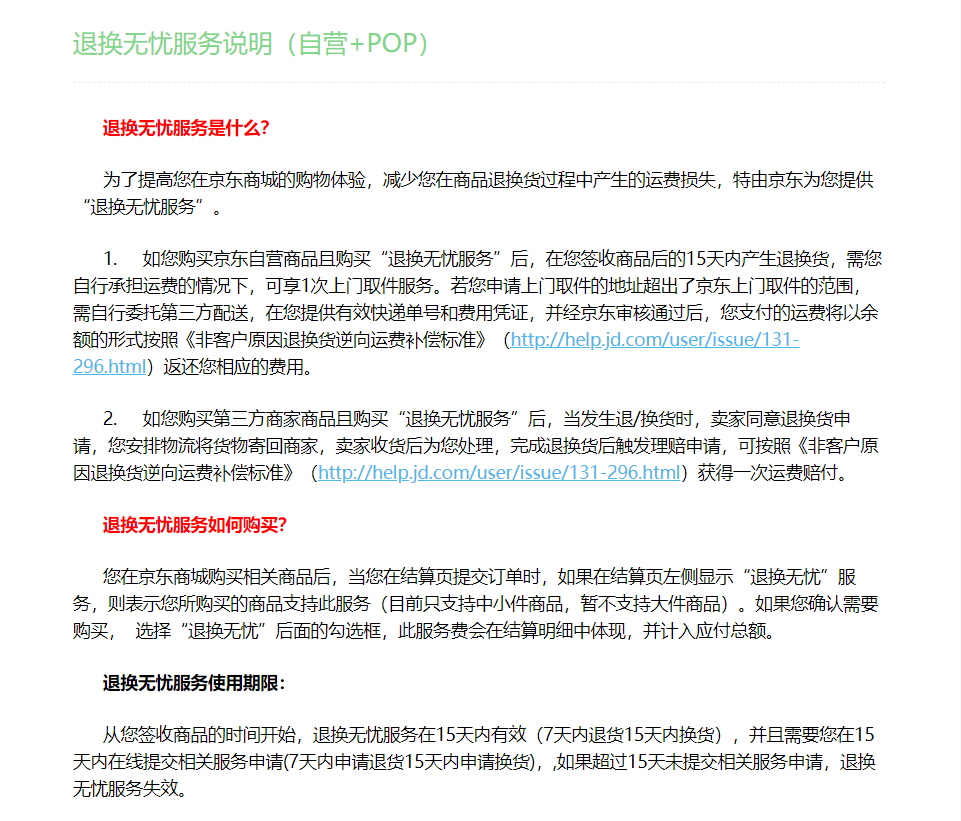 退换无忧服务说明（自营+POP）
退换无忧服务是什么？
为了提高您在京东商城的购物体验，减少您在商品退换货过程中产生的运费损失，特由京东为您提供
“退换无忧服务”。
1. 如您购买京东自营商品且购买“退换无忧服务”后，在您签收商品后的15天内产生退换货，需您
自行承担运费的情况下，可享1次上门取件服务。若您申请上门取件的地址超出了京东上门取件的范围，
需自行委托第三方配送，在您提供有效快递单号和费用凭证，并经京东审核通过后，您支付的运费将以余
额的形式按照《非客户原因退换货逆向运费补偿标准》（http://help.jd.com/user/issue/131-
296.html）返还您相应的费用。
2. 如您购买第三方商家商品且购买“退换无忧服务”后，当发生退/换货时，卖家同意退换货申
请，您安排物流将货物寄回商家，卖家收货后为您处理，完成退换货后触发理赔申请，可按照《非客户原
因退换货逆向运费补偿标准》（http://help.jd.com/user/issue/131-296.html）获得一次运费赔付。
退换无忧服务如何购买？
您在京东商城购买相关商品后，当您在结算页提交订单时，如果在结算页左侧显示“退换无忧”服
务，则表示您所购买的商品支持此服务（目前只支持中小件商品，暂不支持大件商品）。如果您确认需要
购买， 选择“退换无忧”后面的勾选框，此服务费会在结算明细中体现，并计入应付总额。
退换无忧服务使用期限：
从您签收商品的时间开始，退换无忧服务在15天内有效（7天内退货15天内换货），并且需要您在15
天内在线提交相关服务申请(7天内申请退货15天内申请换货)，,如果超过15天未提交相关服务申请，退换
无忧服务失效。